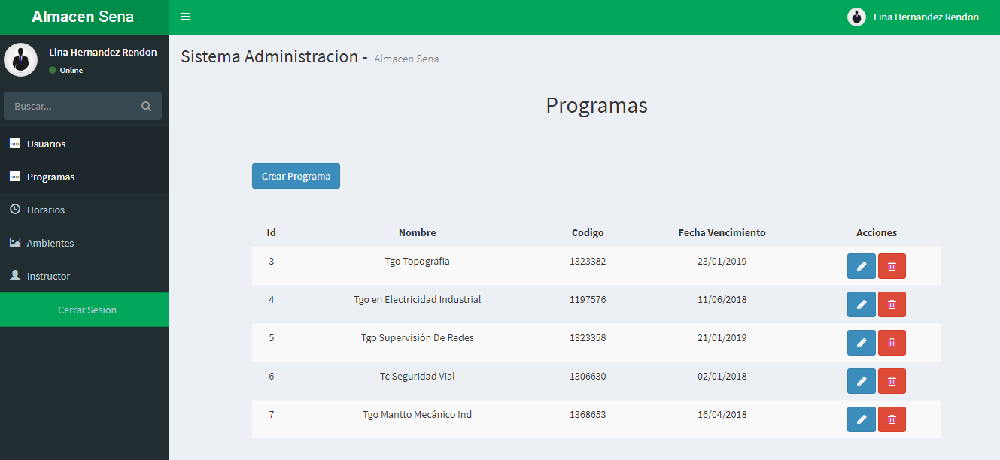 Almacen Sena
Lina Hernandez Rendon
Lina Hernandez Rendon
Online
Buscar...
Usuarios
Programas
Horarios
Ambientes
Instructor
Cerrar Sesion
Sistema Administracion - Almacen Sena
Programas
Crear Programa
Id Nombre Codigo Fecha Vencimiento Acciones
3 Tgo Topografia 1323382 23/01/2019
4 Tgo en Electricidad Industrial 1197576 11/06/2018
5 Tgo Supervisión De Redes 1323358 21/01/2019
6 Tc Seguridad Vial 1306630 02/01/2018
7 Tgo Mantto Mecánico Ind 1368653 16/04/2018